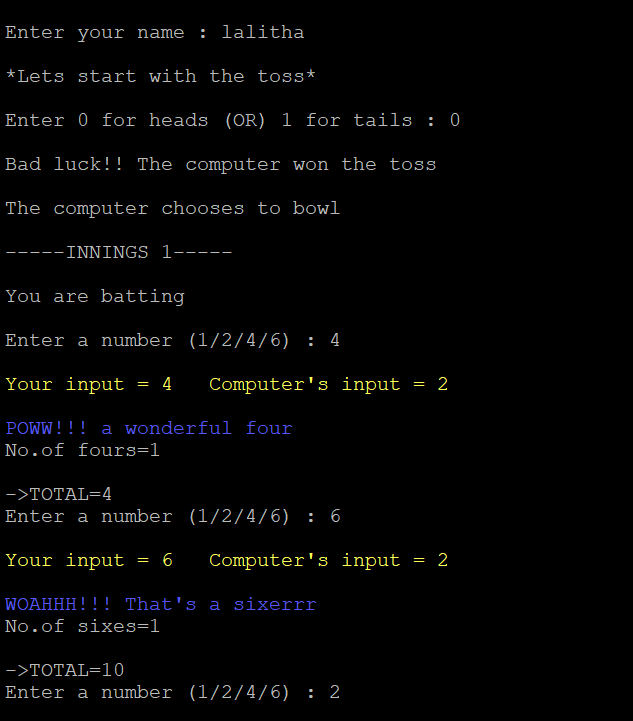 Enter your name : lalitha
*Lets start with the toss*
Enter 0 for heads (OR) 1 for tails : 0
Bad luck!! The computer won the toss
The computer chooses to bowl
-----INNINGS 1-----
You are batting
Enter a number (1/2/4/6) : 4
Your input = 4   Computer's input = 2
POWW!!! a wonderful four
No.of fours=1
->TOTAL=4
Enter a number (1/2/4/6) : 6
Your input = 6   Computer's input = 2
WOAHHH!!! That's a sixerrr
No.of sixes=1
->TOTAL=10
Enter a number (1/2/4/6) : 2